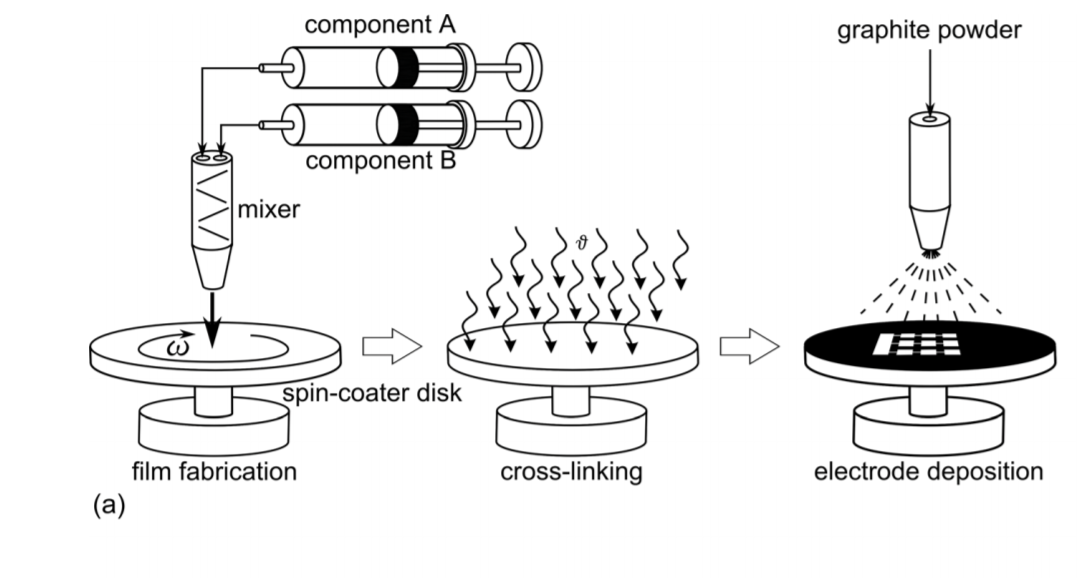 component A
graphite powder
component B
mixer
ϑ
ω
spin-coater disk
film fabrication
cross-linking
electrode deposition
(a)